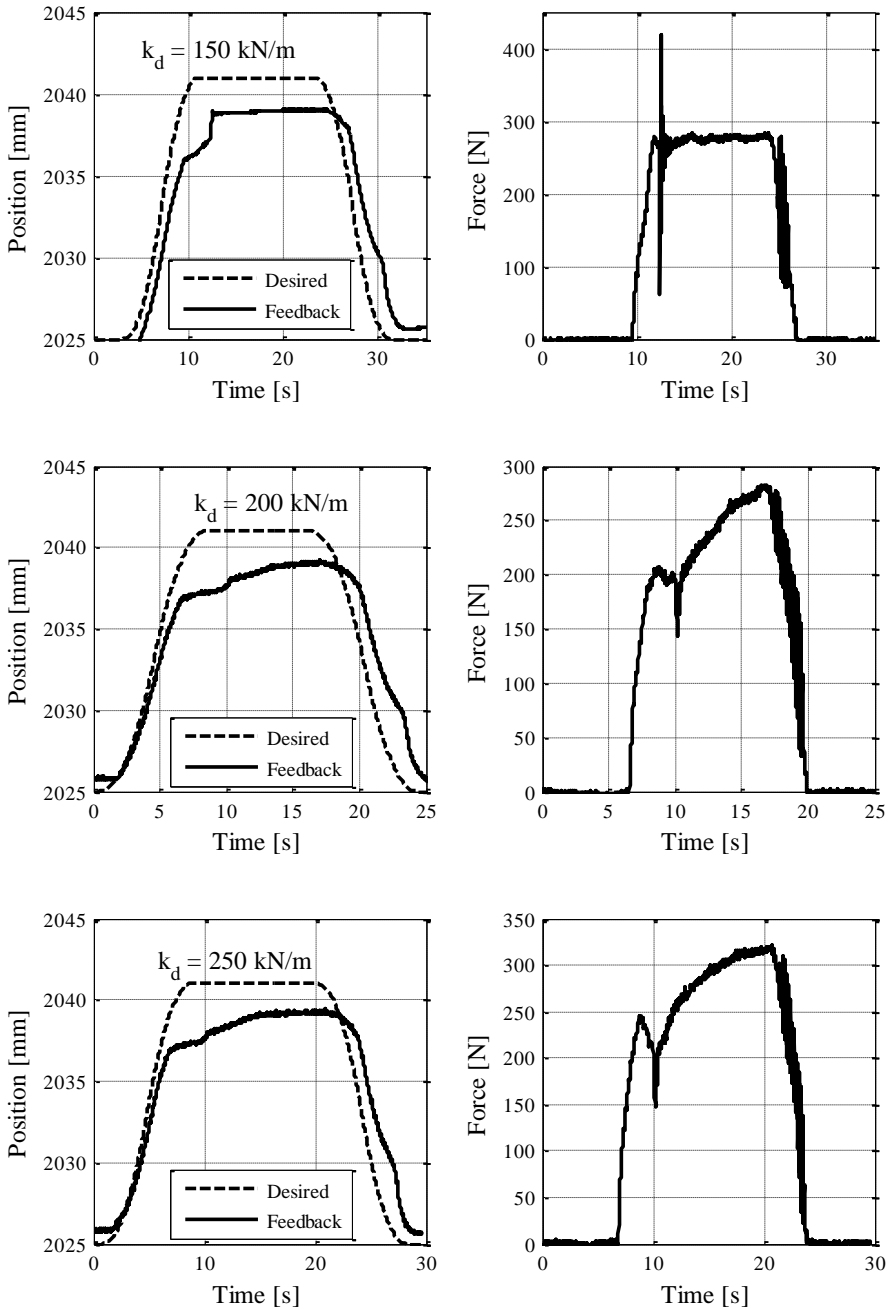 2045
k_d = 150 kN/m
2040
2035
2030
2025
Position [mm]
Desired
Feedback
0 10 20 30
Time [s]
400
300
200
100
0
Force [N]
0 10 20 30
Time [s]
2045
k_d = 200 kN/m
2040
2035
2030
2025
Position [mm]
Desired
Feedback
0 5 10 15 20 25
Time [s]
300
250
200
150
100
50
0
Force [N]
0 5 10 15 20 25
Time [s]
2045
k_d = 250 kN/m
2040
2035
2030
2025
Position [mm]
Desired
Feedback
0 10 20 30
Time [s]
350
300
250
200
150
100
50
0
Force [N]
0 10 20 30
Time [s]